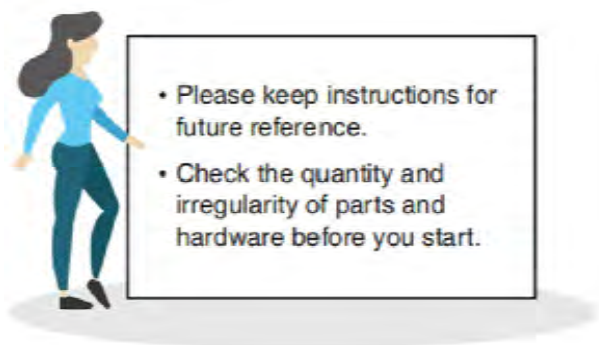 • Please keep instructions for
future reference.
• Check the quantity and
irregularity of parts and
hardware before you start.